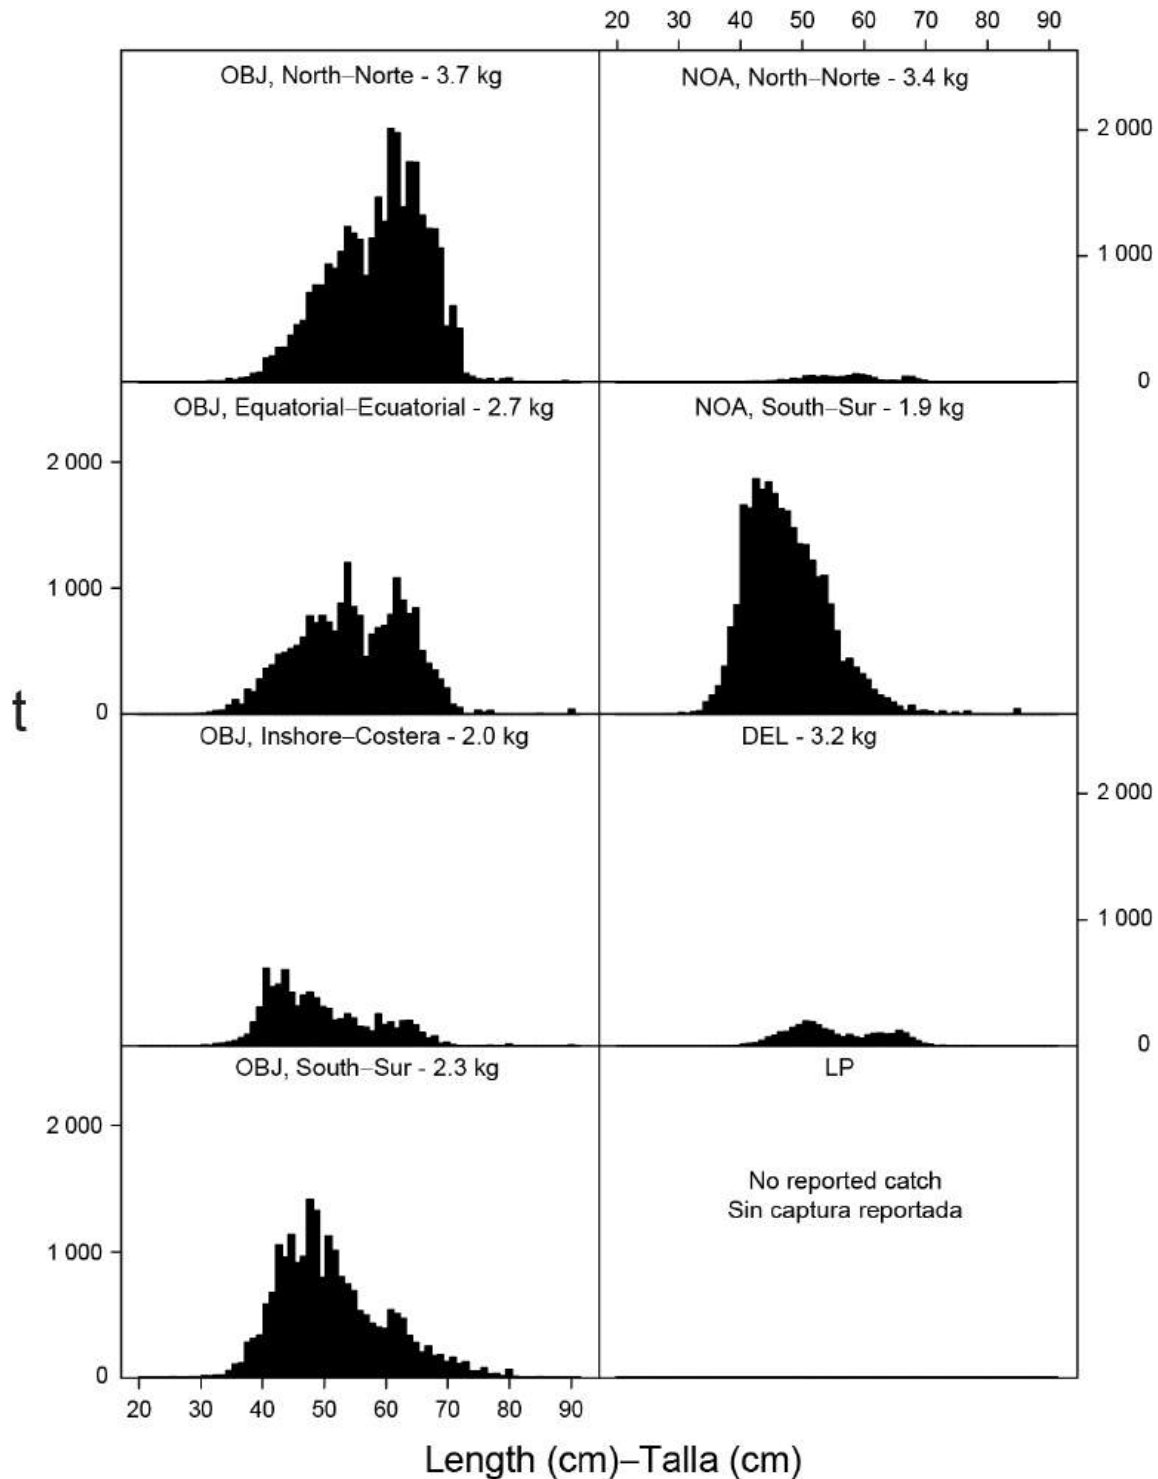 20 30 40 50 60 70 80 90
OBJ, North–Norte - 3.7 kg
NOA, North–Norte - 3.4 kg
2 000
1 000
0
OBJ, Equatorial–Ecuatorial - 2.7 kg
NOA, South–Sur - 1.9 kg
2 000
1 000
0
t
OBJ, Inshore–Costera - 2.0 kg
DEL - 3.2 kg
2 000
1 000
0
OBJ, South–Sur - 2.3 kg
LP
2 000
1 000
0
No reported catch
Sin captura reportada
20 30 40 50 60 70 80 90
Length (cm)–Talla (cm)